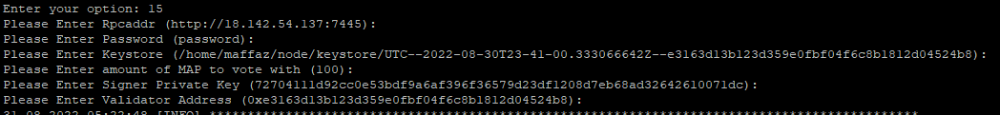 Enter your option: 15
Please Enter Rpcaddr (http://18.142.54.137:7445):
Please Enter Password (password):
Please Enter Keystore (/home/maffaz/node/keystore/UTC--2022-08-30T23-41-00.333066642Z--e3163d13b123d359e0fbf04f6c8b1812d04524b8):
Please Enter amount of MAP to vote with (100):
Please Enter Signer Private Key (72704111d92cc0e53bdf9a6af396f36579d23df1208d7eb68ad32642610071dc):
Please Enter Validator Address (0xe3163d13b123d359e0fbf04f6c8b1812d04524b8):